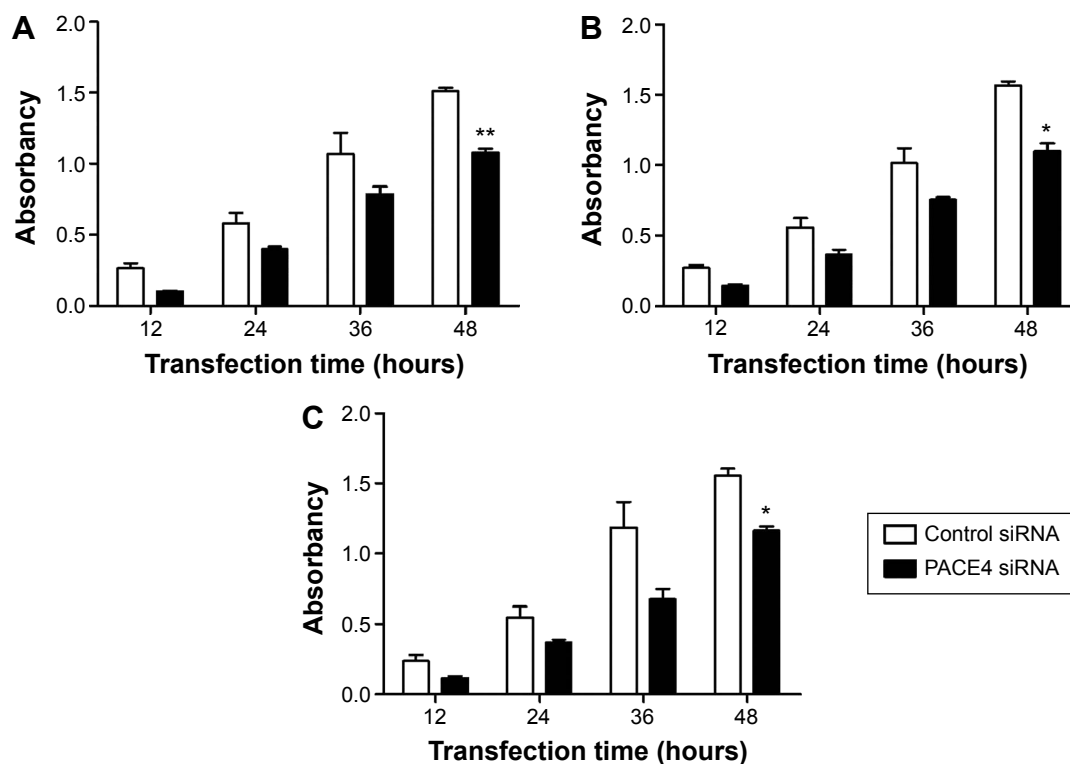 A
2.0
1.5
1.0
0.5
0.0
Absorbancy
**
12 24 36 48
Transfection time (hours)
B
2.0
1.5
1.0
0.5
0.0
Absorbancy
*
12 24 36 48
Transfection time (hours)
C
2.0
1.5
1.0
0.5
0.0
Absorbancy
*
12 24 36 48
Transfection time (hours)
Control siRNA
PACE4 siRNA